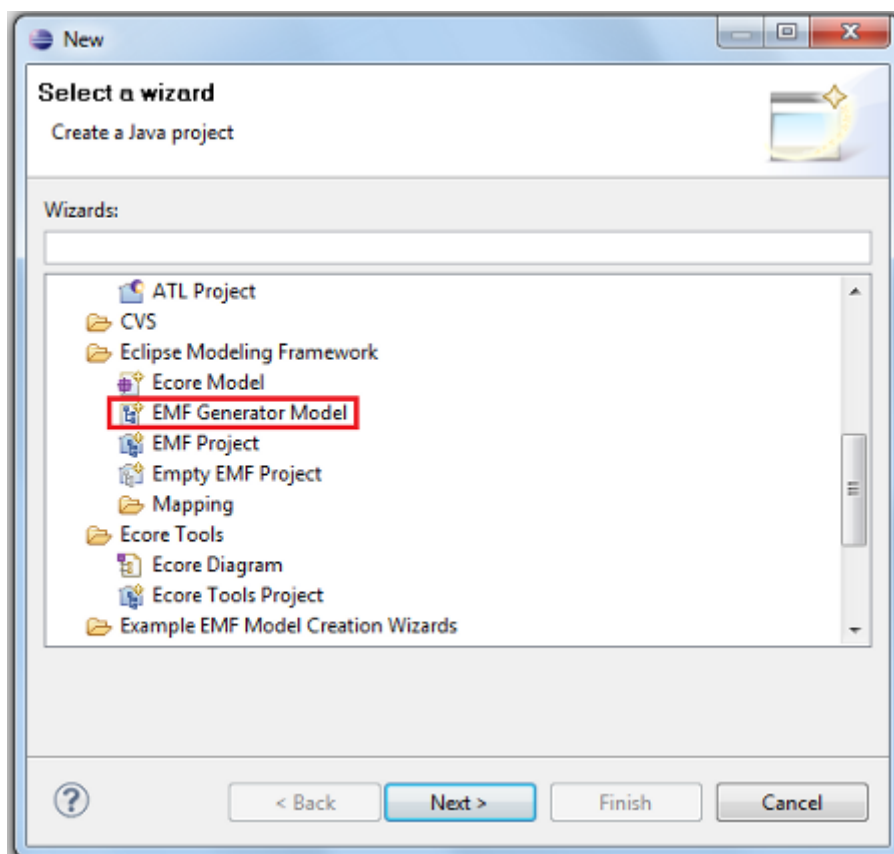 New
Select a wizard
Create a Java project
Wizards:
ATL Project
CVS
Eclipse Modeling Framework
Ecore Model
EMF Generator Model
EMF Project
Empty EMF Project
Mapping
Ecore Tools
Ecore Diagram
Ecore Tools Project
Example EMF Model Creation Wizards
? < Back Next > Finish Cancel